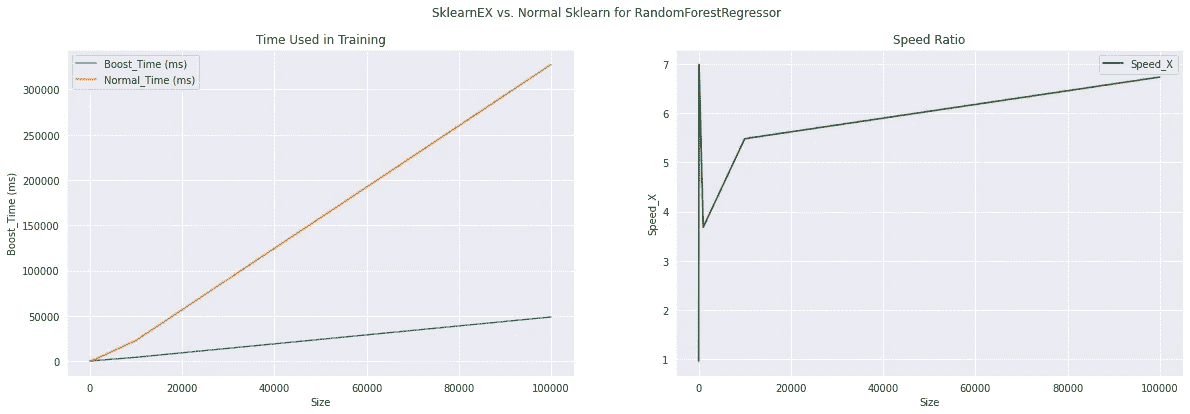 SklearnEX vs. Normal Sklearn for RandomForestRegressor
Time Used in Training
Boost_Time (ms)
Normal_Time (ms)
300000
250000
200000
150000
100000
50000
0
Boost_Time (ms)
0 20000 40000 60000 80000 100000
Size
Speed Ratio
Speed_X
7
6
5
4
3
2
1
Speed_X
0 20000 40000 60000 80000 100000
Size